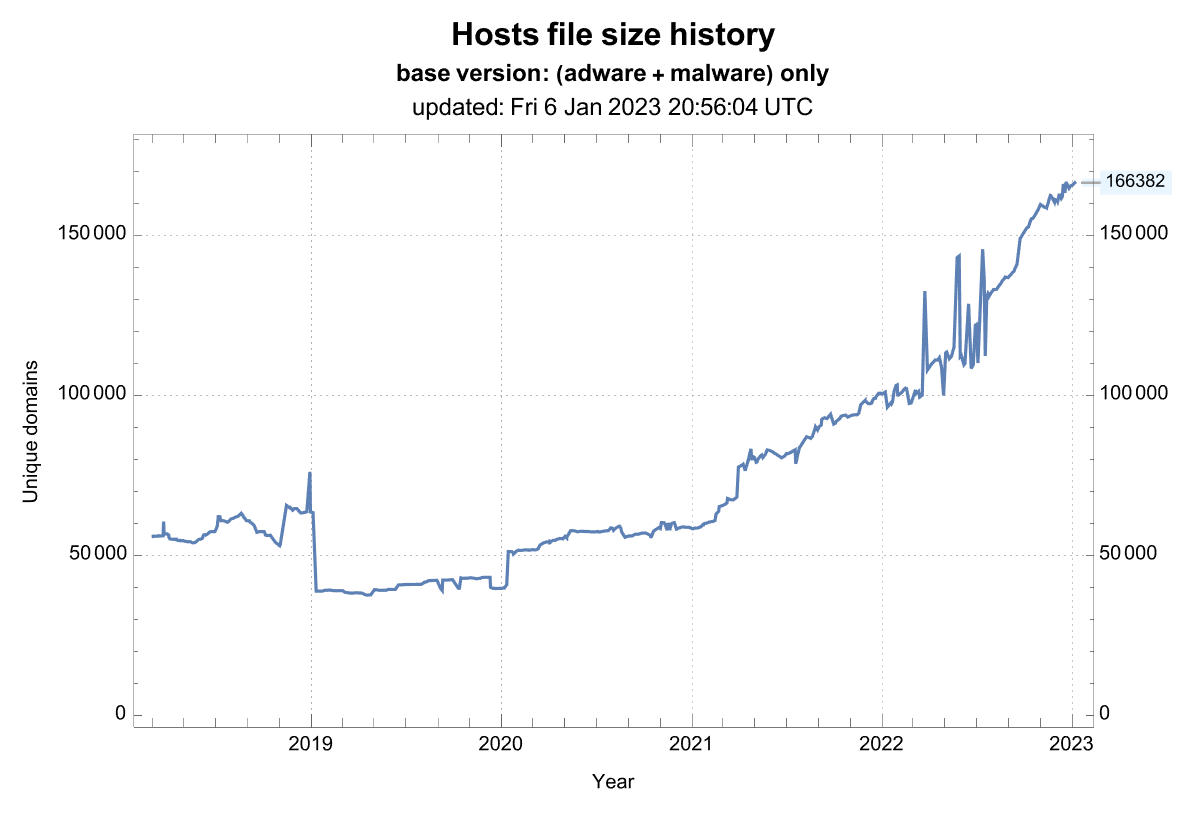 Hosts file size history
base version: (adware + malware) only
updated: Fri 6 Jan 2023 20:56:04 UTC
166382
150 000 150 000
100 000 100 000
Unique domains
50 000 50 000
0 0
2019 2020 2021 2022 2023
Year